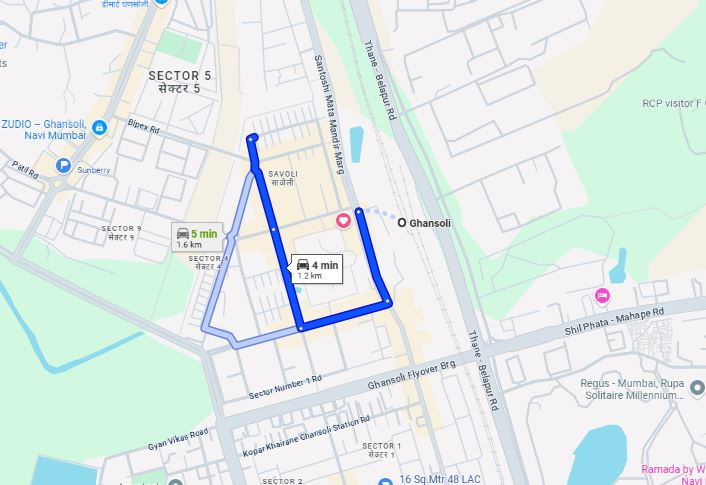 डीमार्ट घणसोली
SECTOR 5
सेक्टर 5
ZUDIO – Ghansoli,
Navi Mumbai
Bipex Rd
Patil Rd
Sunberry
SAVOLI
सावोली
SECTOR 9
सेक्टर 9
5 min
1.6 km
SECTOR 4
4 min
1.2 km
Santoshi Mata Mandir Marg
Thane - Belapur Rd
RCP visitor F
Ghansoli
Shil Phata - Mahape Rd
Thane - Belapur Rd
Ghansoli Flyover Brg
Sector Number 1 Rd
Regus - Mumbai, Rupa
Solitaire Millennium...
Gyan Vikas Road
Kopar Khairane Ghansoli Road
SECTOR 1
सेक्टर 1
SECTOR 2
16 Sq.Mtr 48 LAC
Ramada by W
Navi